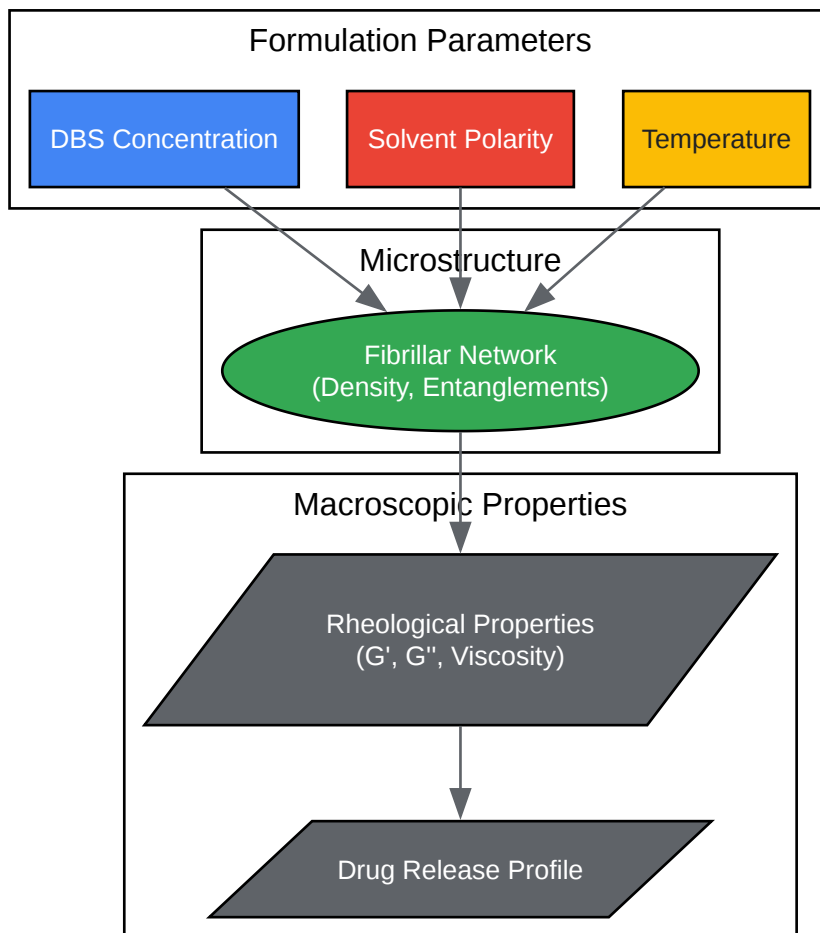 Formulation Parameters
DBS Concentration
Solvent Polarity
Temperature
Microstructure
Fibrillar Network
(Density, Entanglements)
Macroscopic Properties
Rheological Properties
(G', G'', Viscosity)
Drug Release Profile